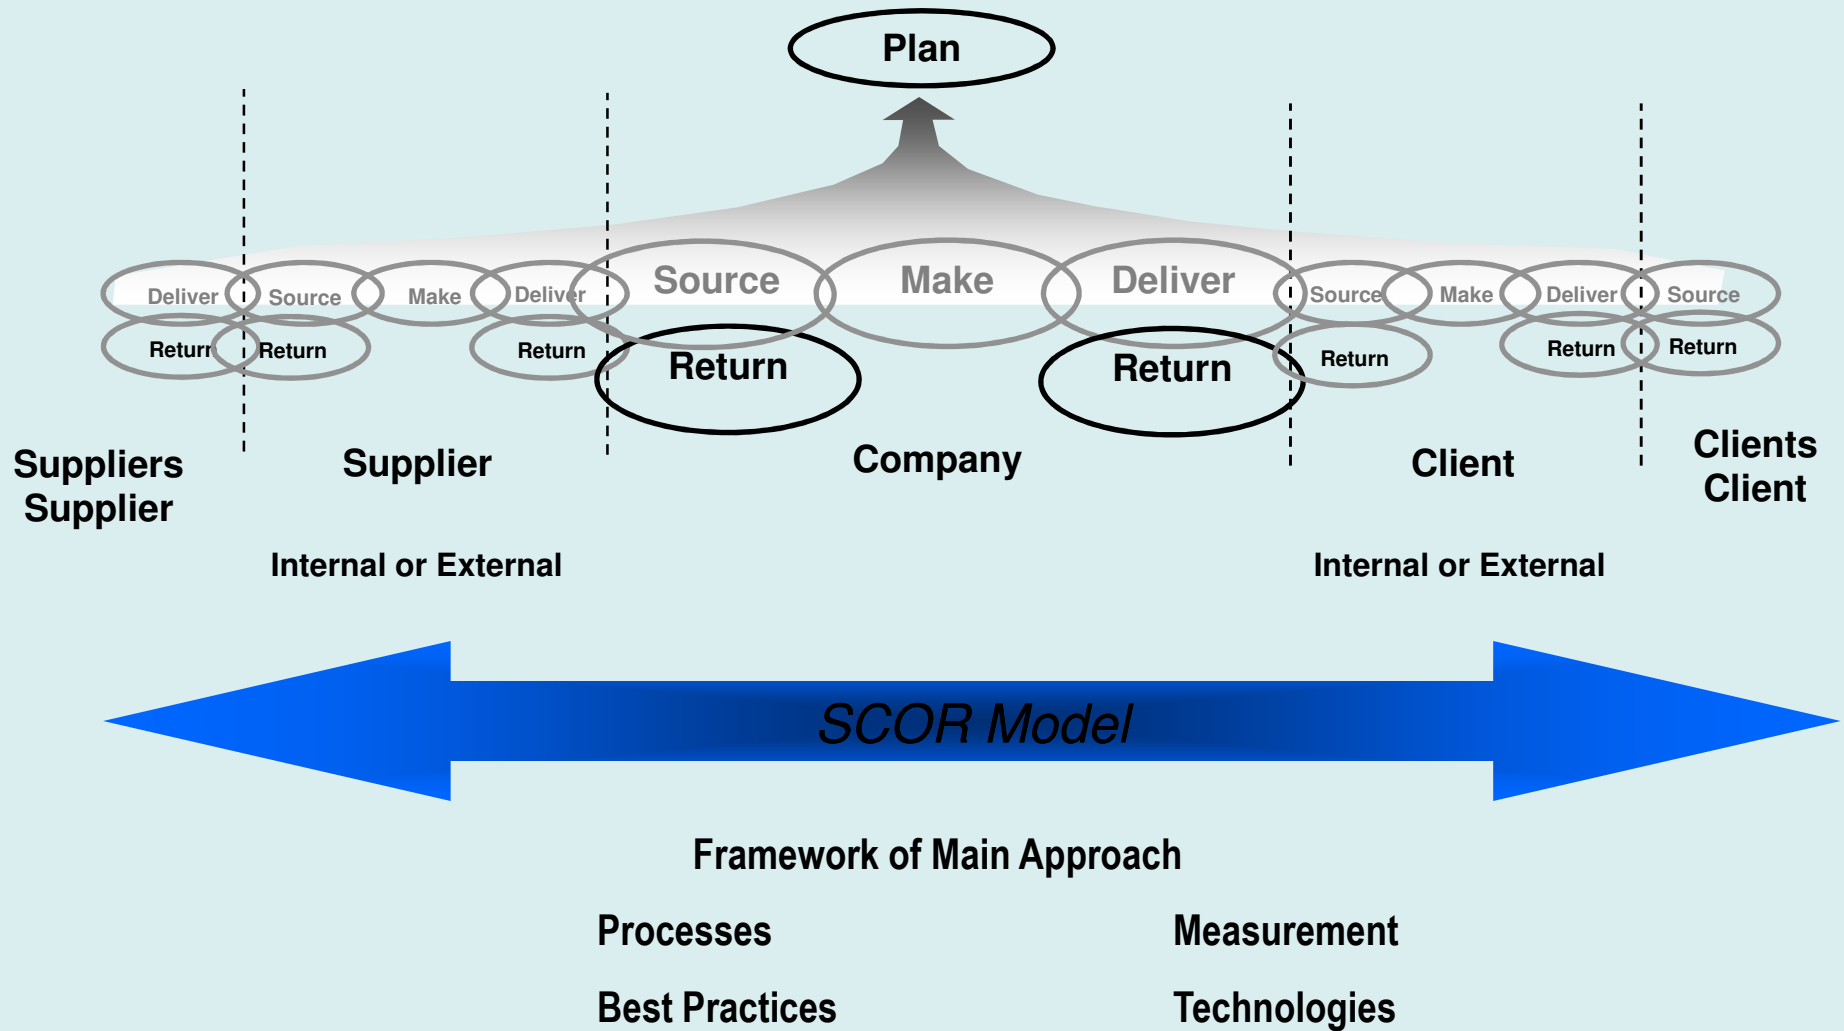 Plan
Deliver Source Make Deliver Source Make Deliver Source Make Deliver Source
Return Return Return Return Return Return Return Return
Suppliers
Supplier
Supplier
Company
Client
Clients
Client
Internal or External
Internal or External
SCOR Model
Framework of Main Approach
Processes
Measurement
Best Practices
Technologies